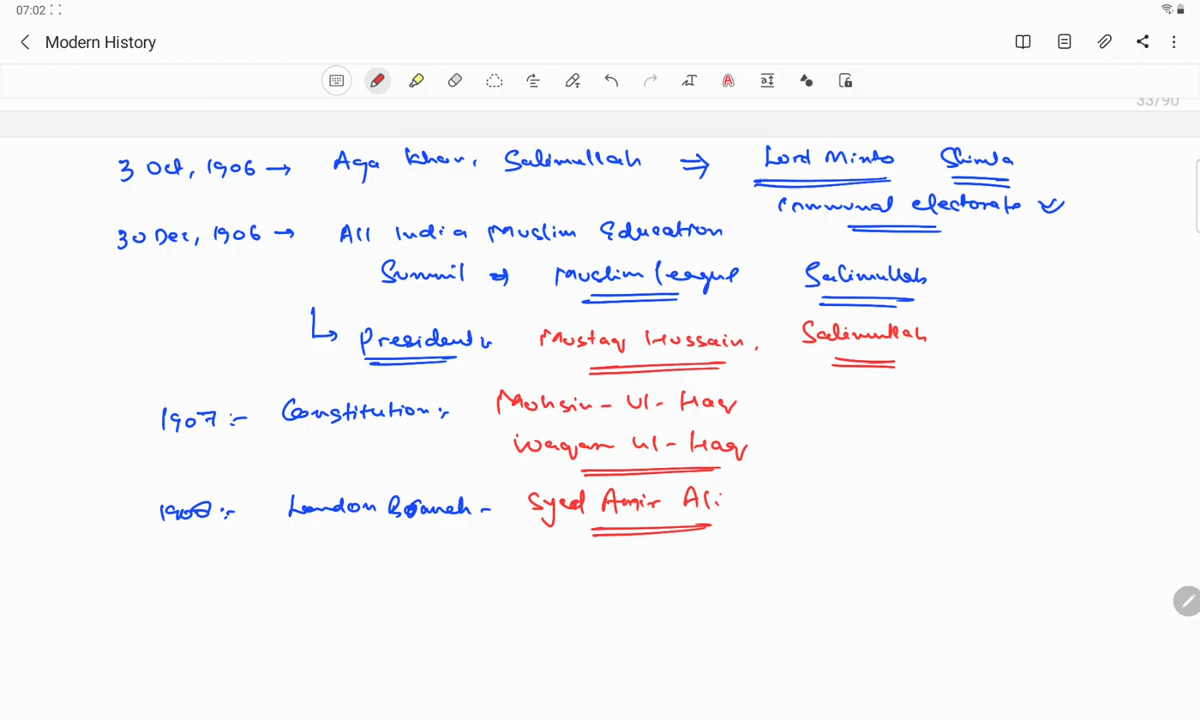 07:02
Modern History
33/90
3 Oct, 1906 → Aga Khan, Salimullah ⇒ Lord Minto Shimla
Communal electorate
30 Dec, 1906 → All India Muslim Education
Summit → Muslim League Salimullah
President Mustaq Hussain, Salimullah
1907 :- Constitution :- Mohsin-Ul-Haq
Waqar Ul-Haq
1908 :- London Branch - Syed Amir Ali